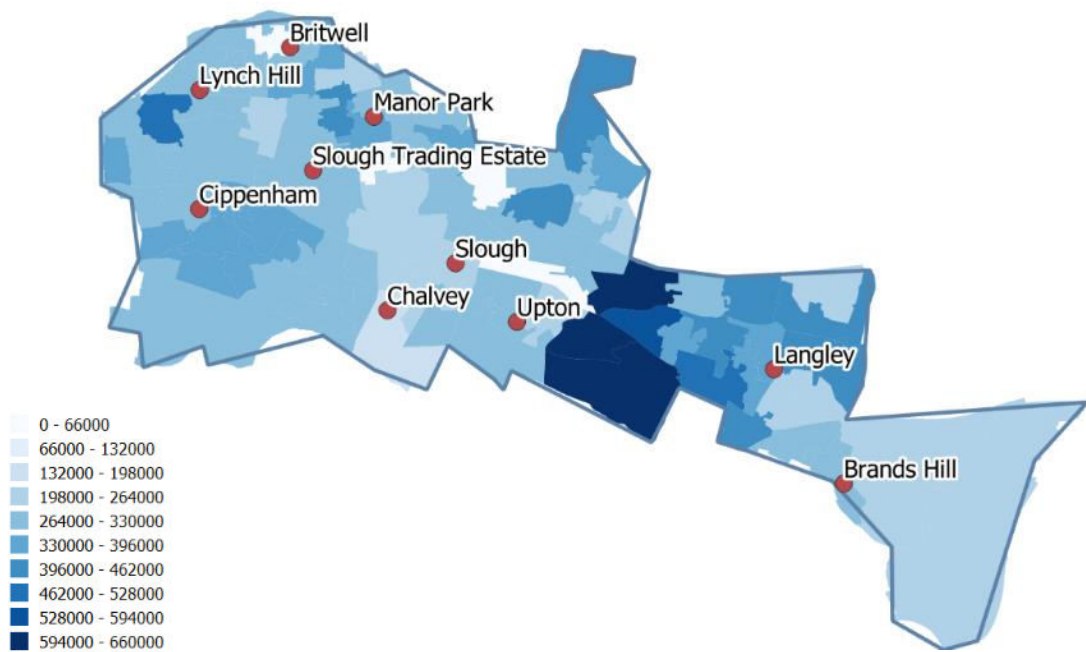 Britwell
Lynch Hill
Manor Park
Slough Trading Estate
Cippenham
Slough
Chalvey
Upton
Langley
Brands Hill
0 - 66000
66000 - 132000
132000 - 198000
198000 - 264000
264000 - 330000
330000 - 396000
396000 - 462000
462000 - 528000
528000 - 594000
594000 - 660000